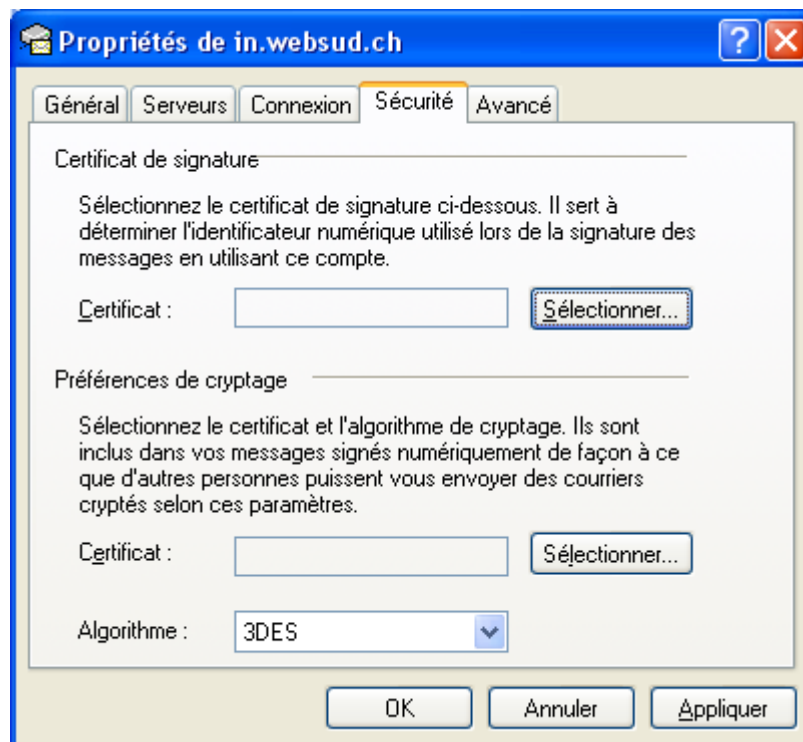 Propriétés de in.websud.ch
Général Serveurs Connexion Sécurité Avancé
Certificat de signature
Sélectionnez le certificat de signature ci-dessous. Il sert à
déterminer l'identificateur numérique utilisé lors de la signature des
messages en utilisant ce compte.
Certificat : Sélectionner...
Préférences de cryptage
Sélectionnez le certificat et l'algorithme de cryptage. Ils sont
inclus dans vos messages signés numériquement de façon à ce
que d'autres personnes puissent vous envoyer des courriers
cryptés selon ces paramètres.
Certificat : Sélectionner...
Algorithme : 3DES
OK Annuler Appliquer